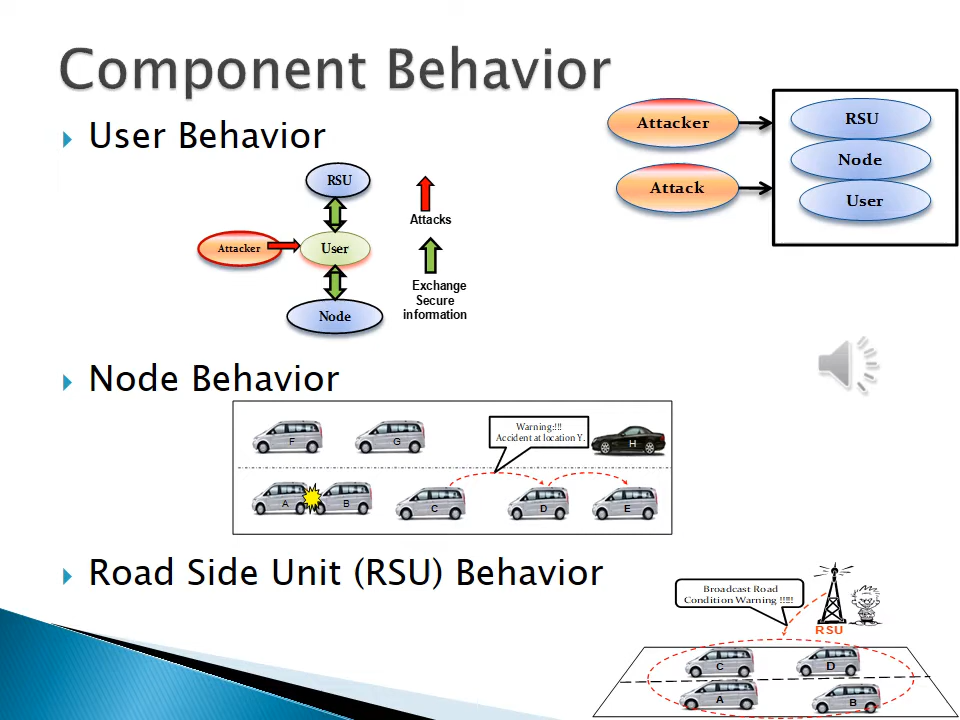 Component Behavior
User Behavior
RSU
Attacker
User
Node
Attacks
Exchange
Secure
information
Attacker
Attack
RSU
Node
User
Node Behavior
F
G
Warning:!!!
Accident at location Y.
H
A
B
C
D
E
Road Side Unit (RSU) Behavior
Broadcast Road
Condition Warning !!!!!
RSU
C
D
A
B